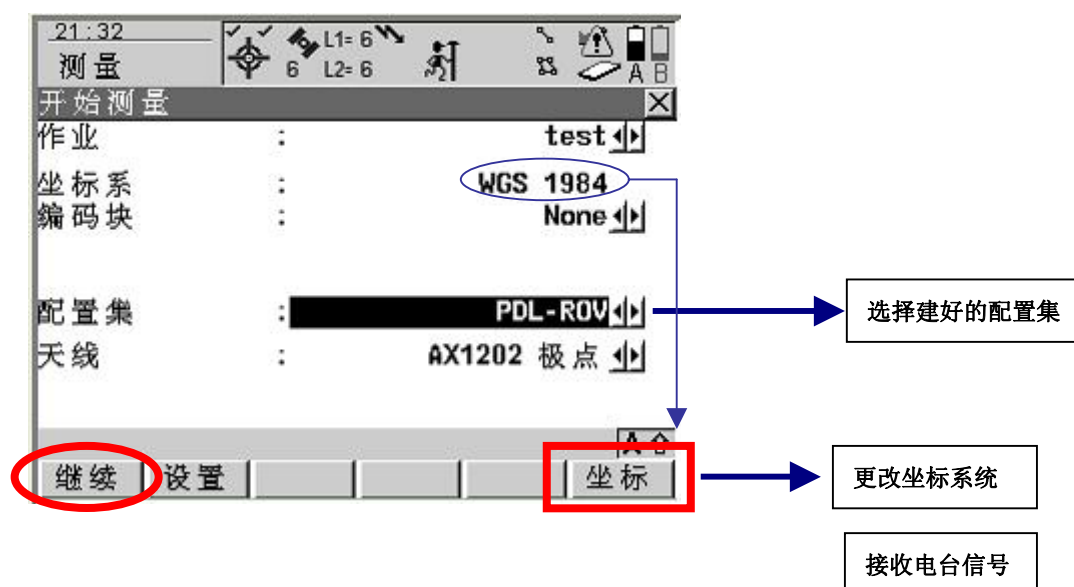 21:32
测量
L1= 6
6 L2= 6
A B
开始测量
作业 : test
坐标系 : WGS 1984
编码块 : None
配置集 : PDL-ROV
选择建好的配置集
天线 : AX1202 极点
A
继续 设置 坐标
更改坐标系统
接收电台信号